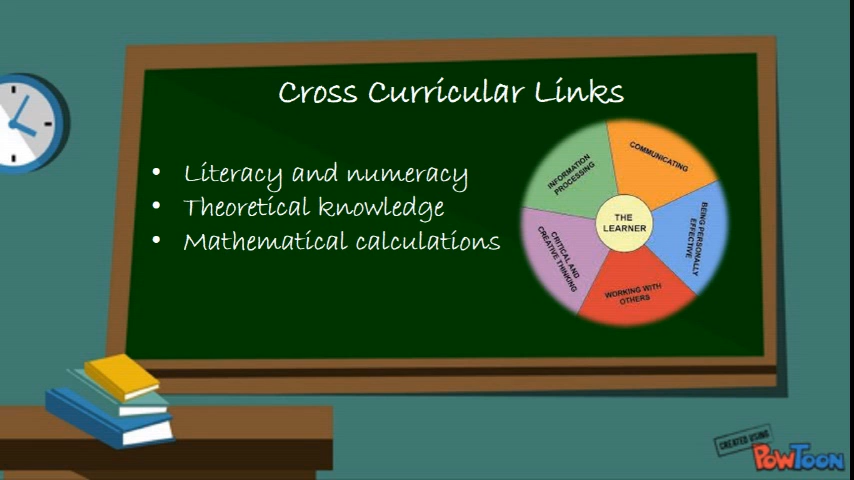 Cross Curricular Links
• Literacy and numeracy
• Theoretical knowledge
• Mathematical calculations
INFORMATION
PROCESSING
COMMUNICATING
BEING PERSONALLY
EFFECTIVE
WORKING WITH
OTHERS
CRITICAL AND
CREATIVE THINKING
THE
LEARNER
CREATED USING
POWTOON